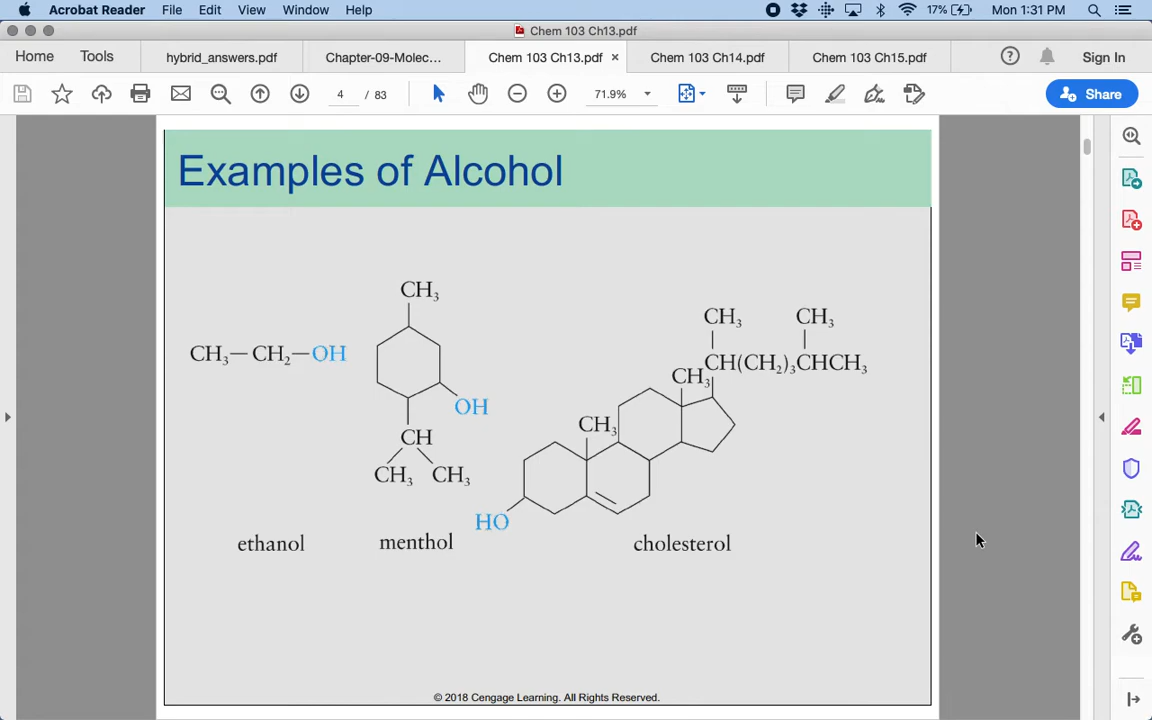 Acrobat Reader File Edit View Window Help 17% Mon 1:31 PM
Chem 103 Ch13.pdf
Home Tools hybrid_answers.pdf Chapter-09-Molec... Chem 103 Ch13.pdf × Chem 103 Ch14.pdf Chem 103 Ch15.pdf ? Sign In
4 / 83 71.9% Share
Examples of Alcohol
CH₃
CH₃ CH₃
CH₃—CH₂—OH
CH(CH₂)₃CHCH₃
CH₃
OH
CH₃
CH
CH₃ CH₃
HO
ethanol menthol cholesterol
© 2018 Cengage Learning. All Rights Reserved.